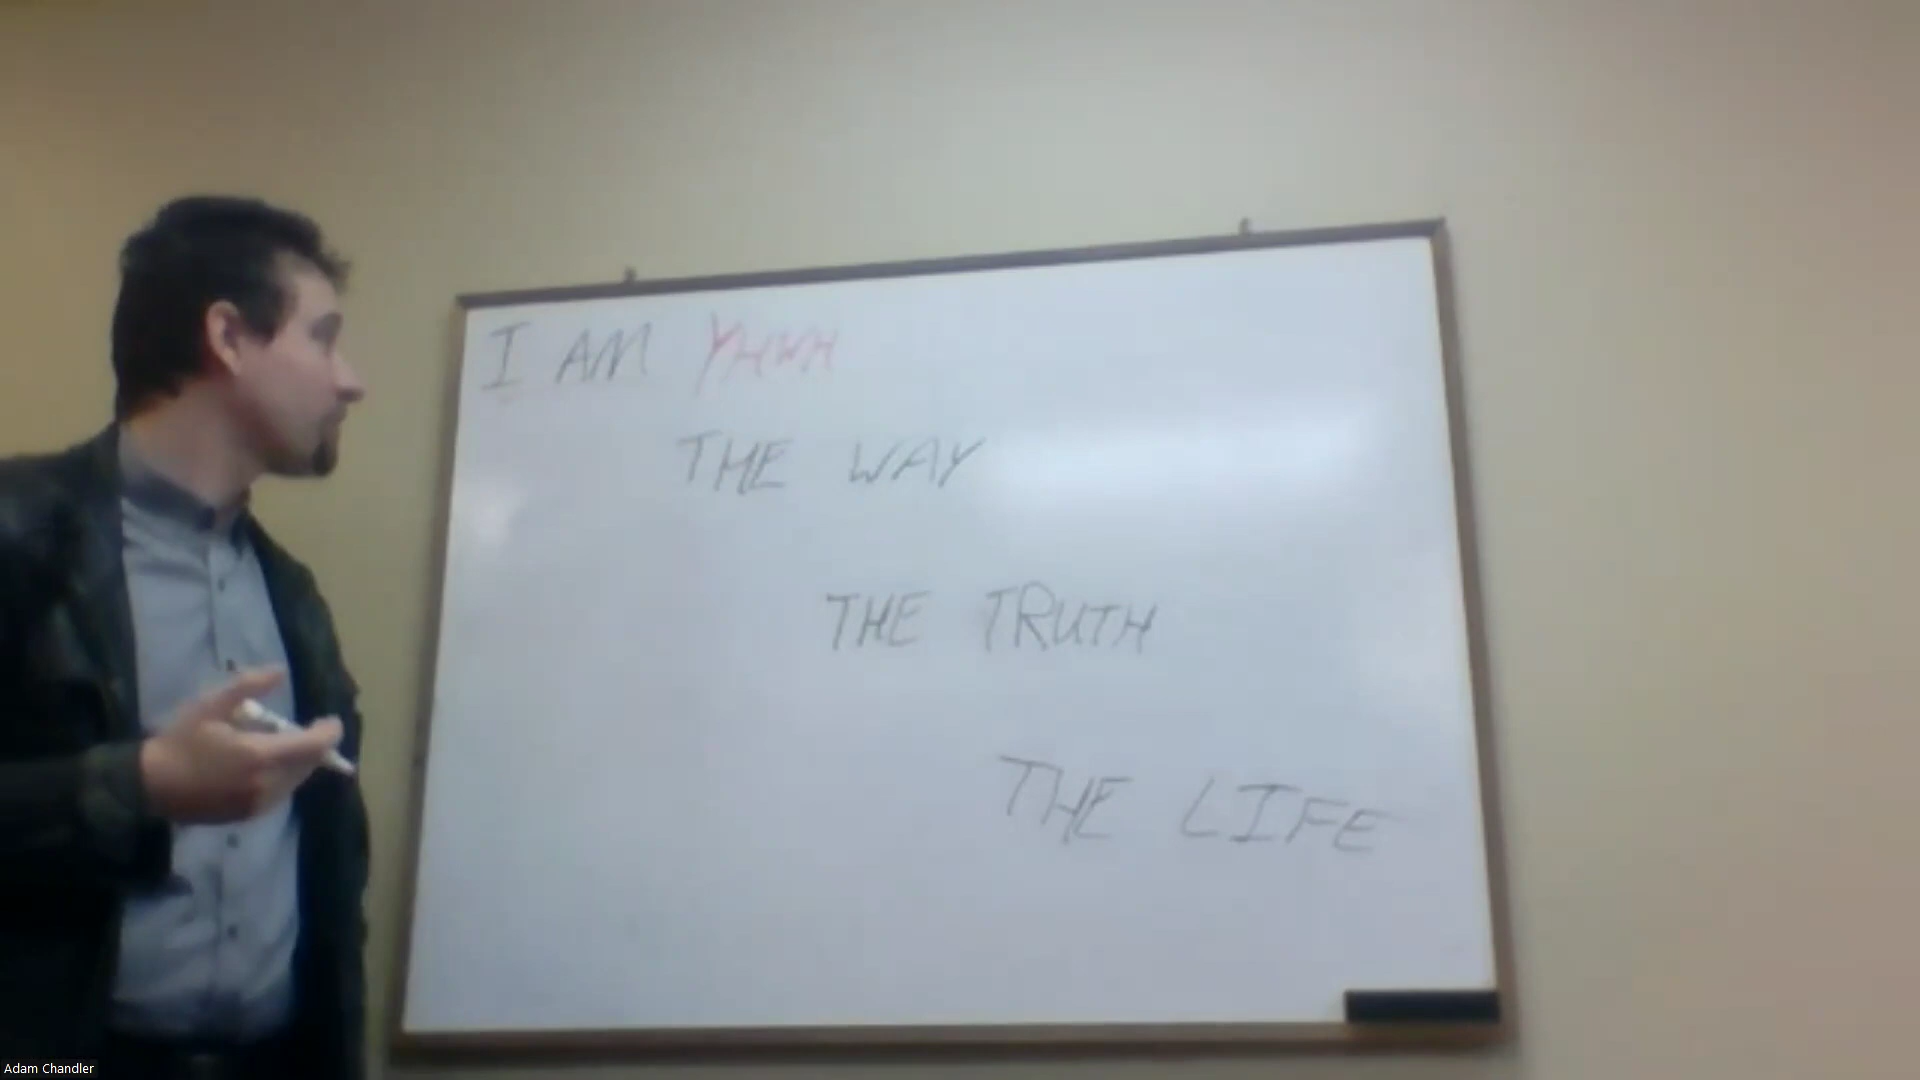 I AM YHWH
THE WAY
THE TRUTH
THE LIFE
Adam Chandler